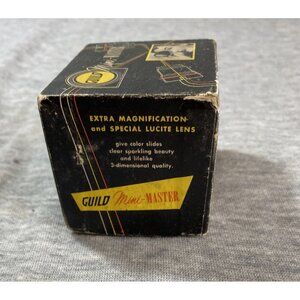 GUILD
EXTRA MAGNIFICATION
and SPECIAL LUCITE LENS
give color slides
clear sparkling beauty
and lifelike
3-dimensional quality.
GUILD Mini-MASTER